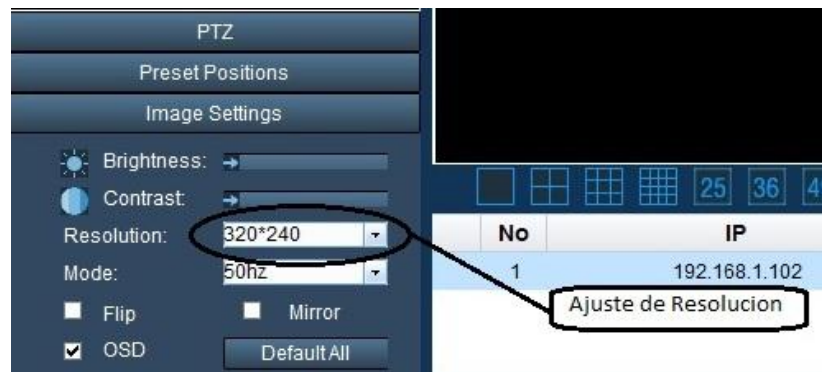 PTZ
Preset Positions
Image Settings
Brightness:
Contrast:
Resolution: 320*240
Mode: 50hz
Flip Mirror
OSD Default All
25 36
No IP
1 192.168.1.102
Ajuste de Resolucion